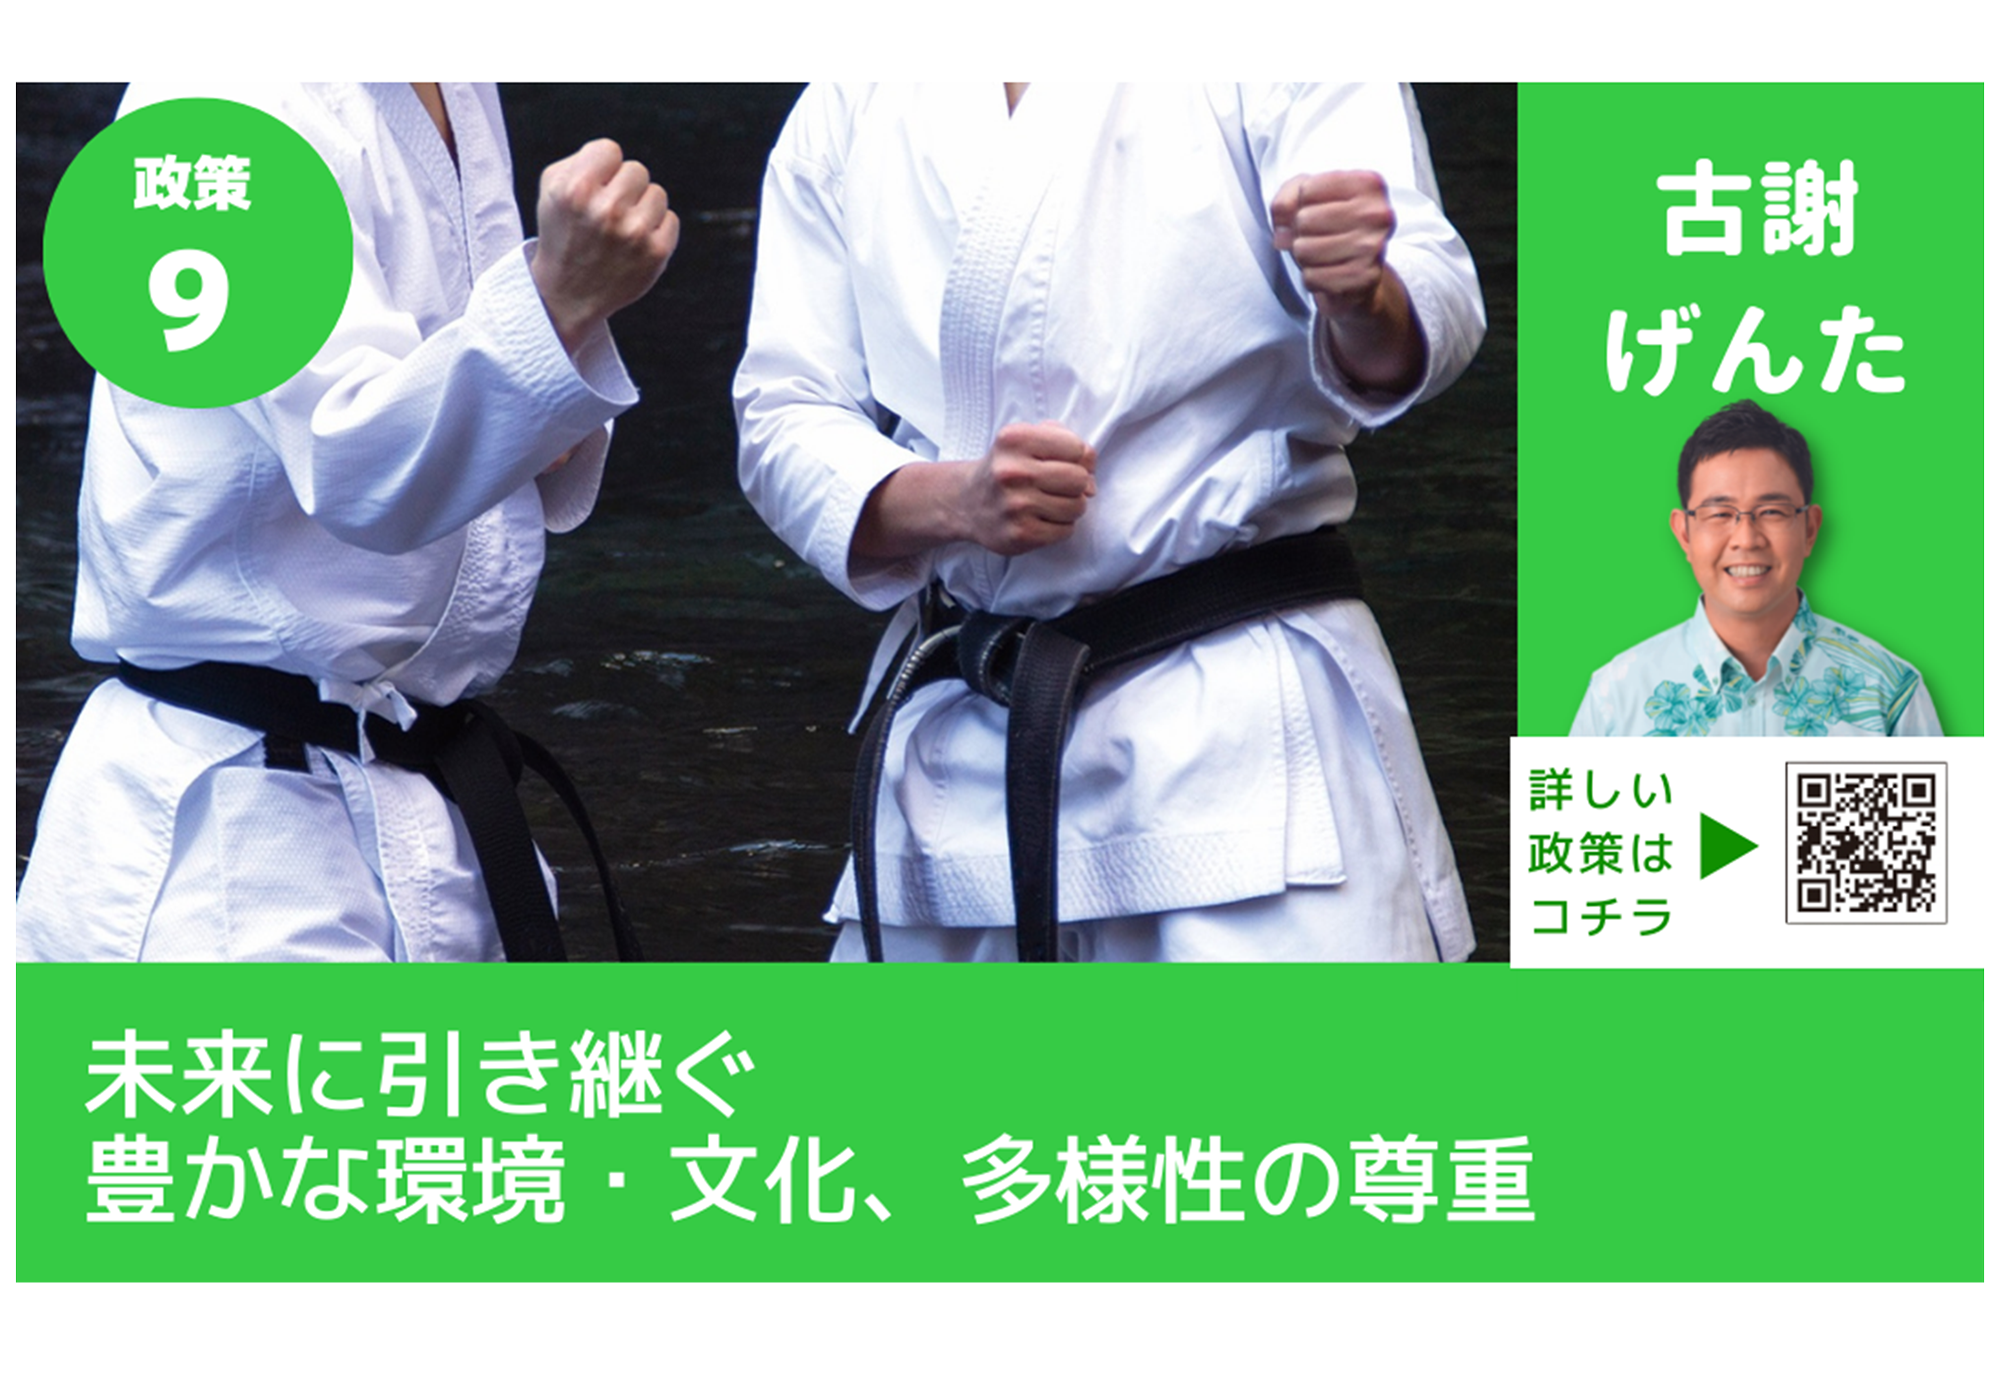 政策
9
古謝
げんた
詳しい
政策は
コチラ
未来に引き継ぐ
豊かな環境・文化、多様性の尊重